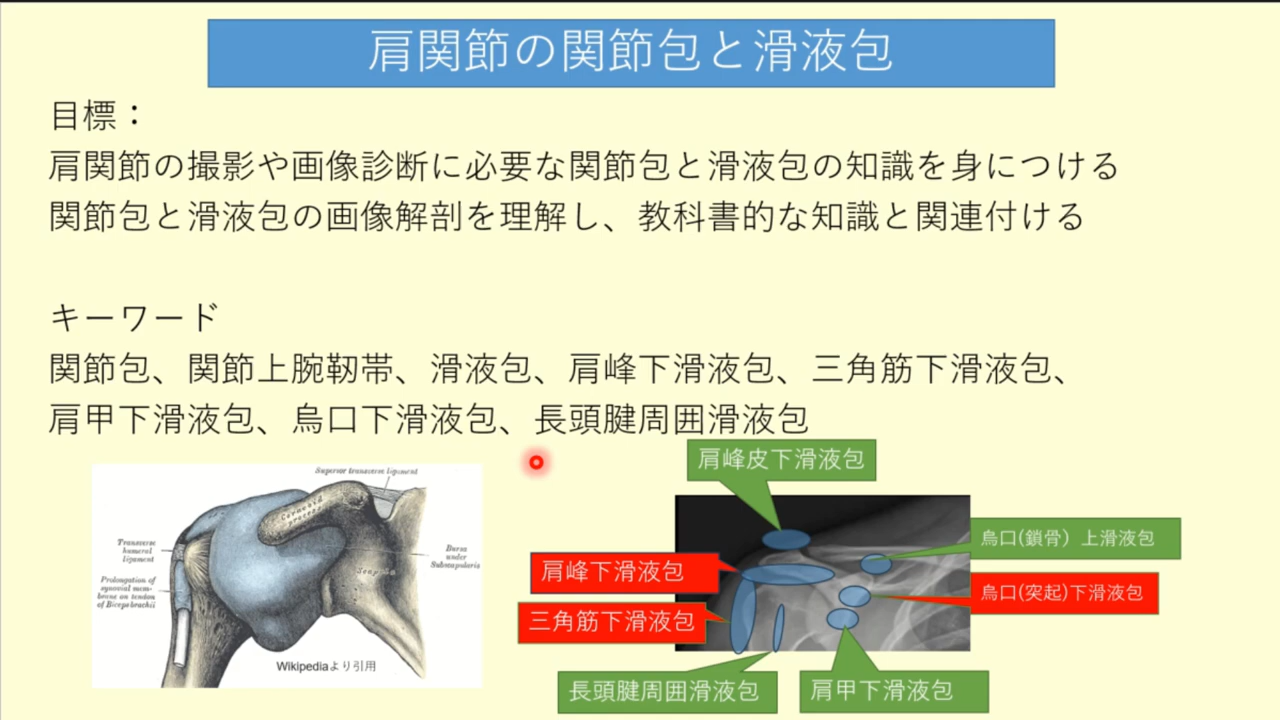 肩関節の関節包と滑液包
目標：
肩関節の撮影や画像診断に必要な関節包と滑液包の知識を身につける
関節包と滑液包の画像解剖を理解し、教科書的な知識と関連付ける
キーワード
関節包、関節上腕靭帯、滑液包、肩峰下滑液包、三角筋下滑液包、
肩甲下滑液包、烏口下滑液包、長頭腱周囲滑液包
Superior transverse ligament
Coracoid
process
Transverse
humeral
ligament
Prolongation of
synovial mem-
brane on tendon
of Biceps brachii
Bursa
under
Subscapularis
Scapula
Wikipediaより引用
肩峰皮下滑液包
烏口(鎖骨）上滑液包
肩峰下滑液包
烏口(突起)下滑液包
三角筋下滑液包
長頭腱周囲滑液包
肩甲下滑液包